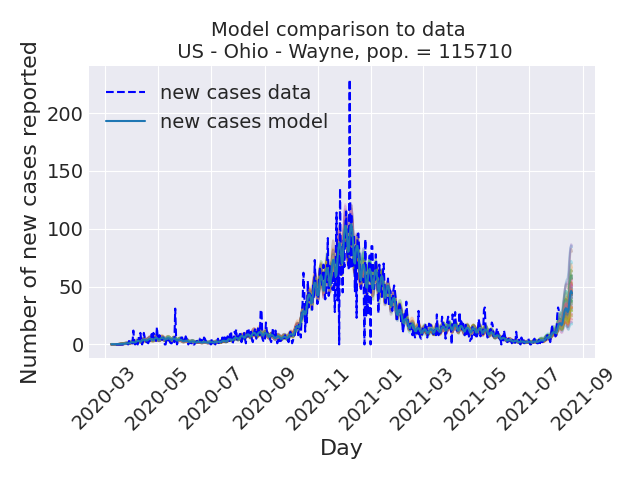 Model comparison to data
US - Ohio - Wayne, pop. = 115710
Number of new cases reported
new cases data
new cases model
200
150
100
50
0
2020-03
2020-05
2020-07
2020-09
2020-11
2021-01
2021-03
2021-05
2021-07
2021-09
Day